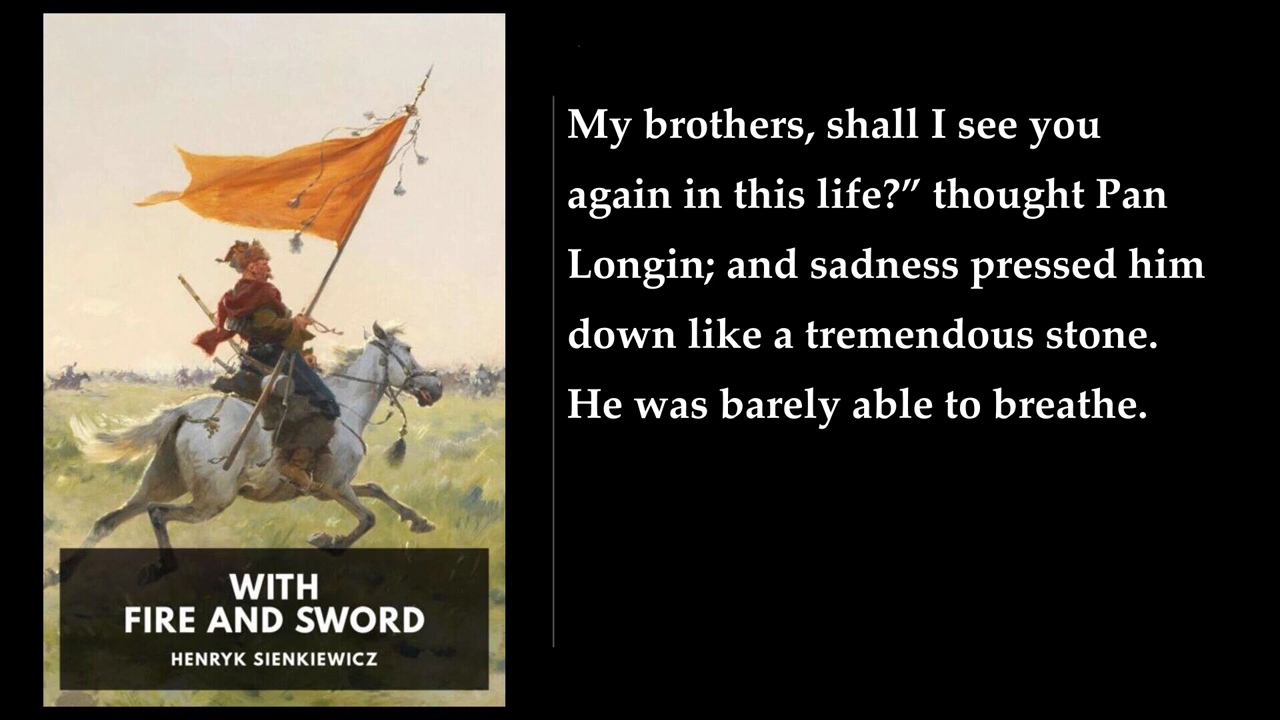 WITH
FIRE AND SWORD
HENRYK SIENKIEWICZ
My brothers, shall I see you
again in this life?” thought Pan
Longin; and sadness pressed him
down like a tremendous stone.
He was barely able to breathe.